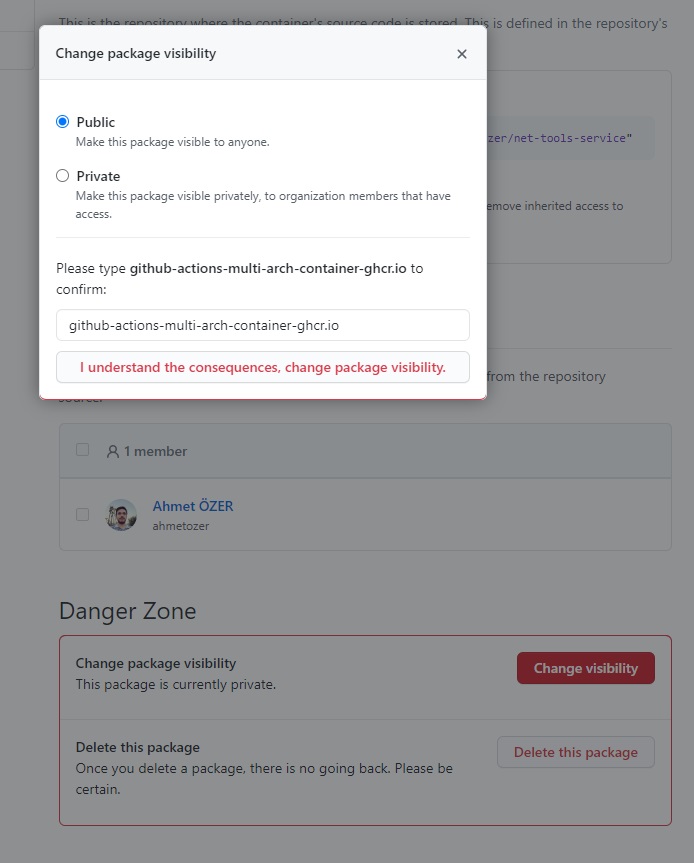 This is the repository where the container's source code is stored. This is defined in the repository's
Change package visibility
Public
Make this package visible to anyone.
zer/net-tools-service"
Private
Make this package visible privately, to organization members that have
access.
emove inherited access to
Please type github-actions-multi-arch-container-ghcr.io to
confirm:
github-actions-multi-arch-container-ghcr.io
I understand the consequences, change package visibility.
from the repository
source.
1 member
Ahmet ÖZER
ahmetozer
Danger Zone
Change package visibility
This package is currently private.
Change visibility
Delete this package
Once you delete a package, there is no going back. Please be
certain.
Delete this package